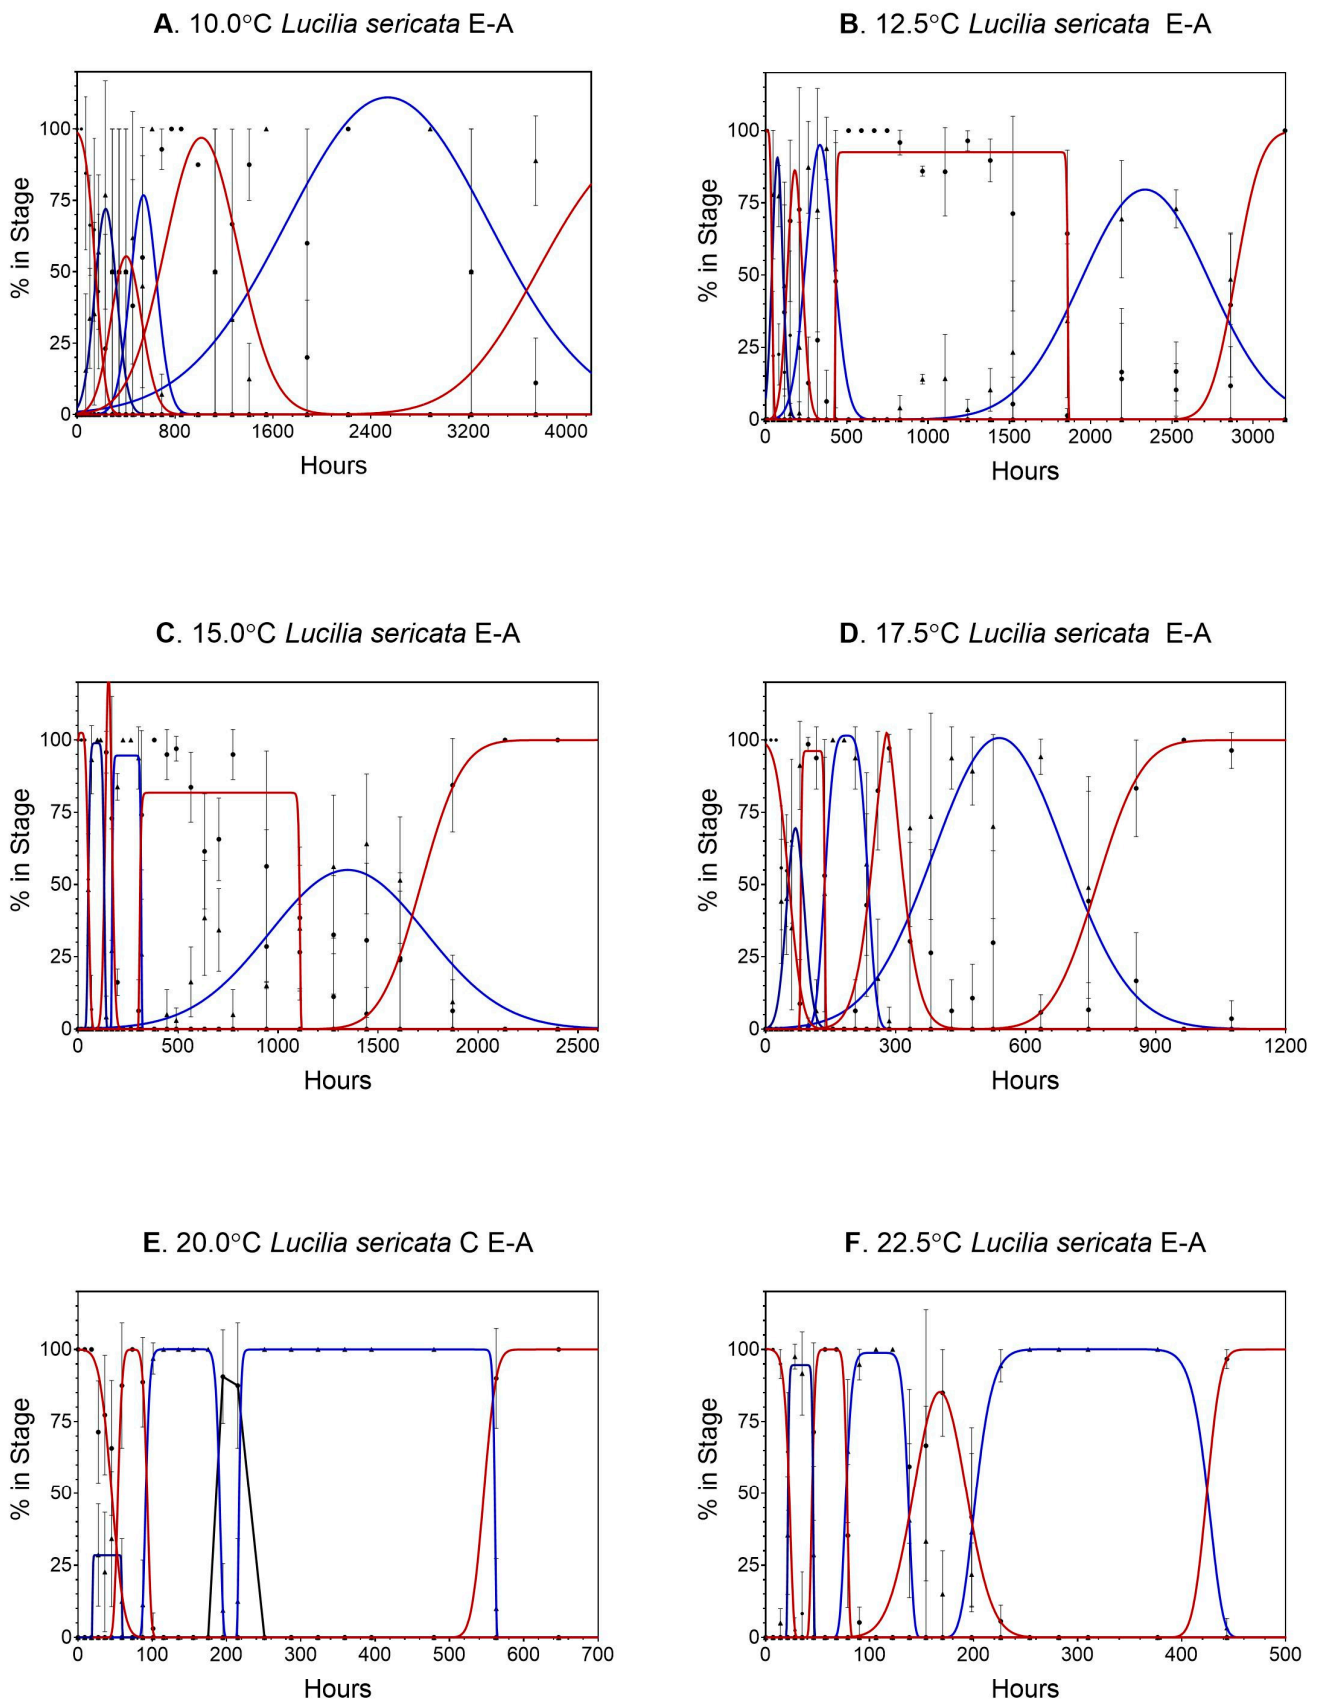 A. 10.0°C Lucilia sericata E-A
B. 12.5°C Lucilia sericata E-A
% in Stage
100
75
50
25
0
0 800 1600 2400 3200 4000
Hours
% in Stage
100
75
50
25
0
0 500 1000 1500 2000 2500 3000
Hours
C. 15.0°C Lucilia sericata E-A
D. 17.5°C Lucilia sericata E-A
% in Stage
100
75
50
25
0
0 500 1000 1500 2000 2500
Hours
% in Stage
100
75
50
25
0
0 300 600 900 1200
Hours
E. 20.0°C Lucilia sericata C E-A
F. 22.5°C Lucilia sericata E-A
% in Stage
100
75
50
25
0
0 100 200 300 400 500 600 700
Hours
% in Stage
100
75
50
25
0
0 100 200 300 400 500
Hours